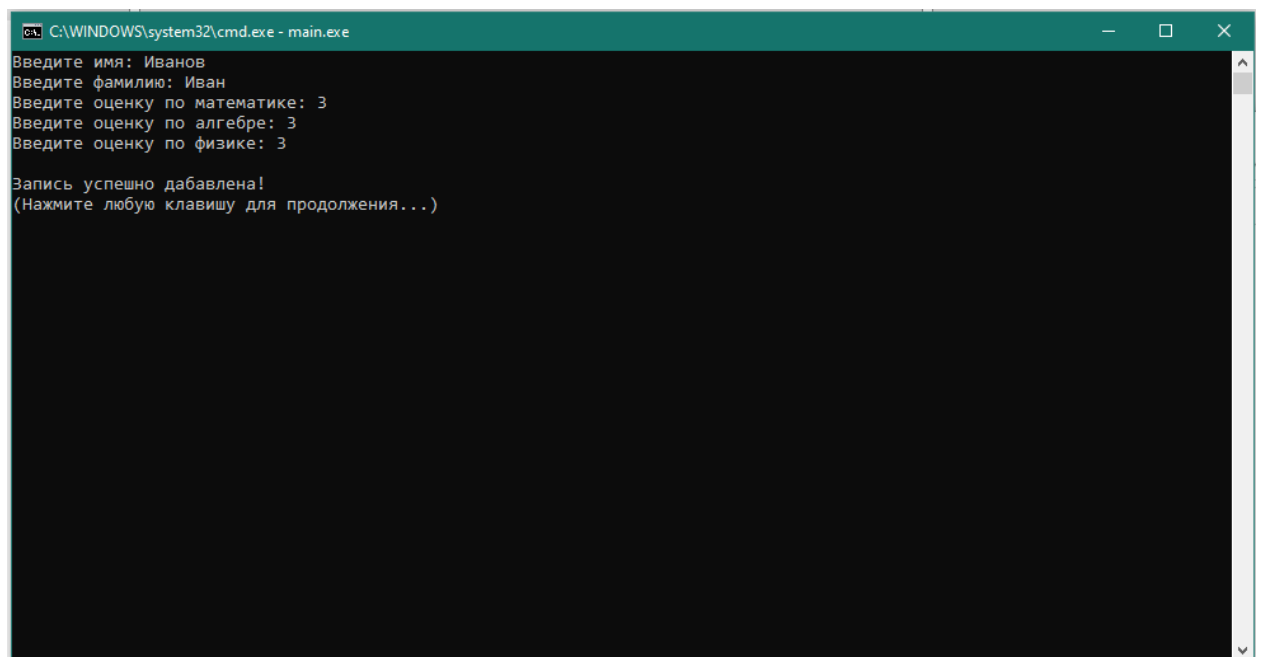 C:\WINDOWS\system32\cmd.exe - main.exe
Введите имя: Иванов
Введите фамилию: Иван
Введите оценку по математике: 3
Введите оценку по алгебре: 3
Введите оценку по физике: 3
Запись успешно дабавлена!
(Нажмите любую клавишу для продолжения...)